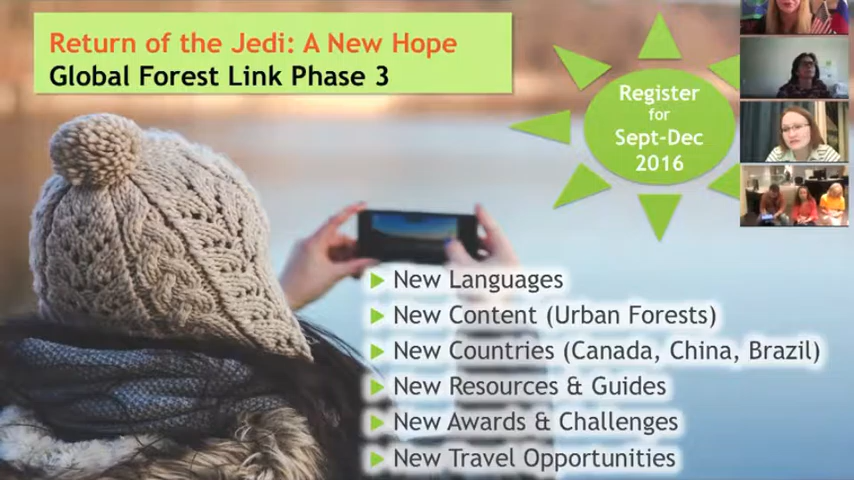 Return of the Jedi: A New Hope
Global Forest Link Phase 3
Register
for
Sept-Dec
2016
▶ New Languages
▶ New Content (Urban Forests)
▶ New Countries (Canada, China, Brazil)
▶ New Resources & Guides
▶ New Awards & Challenges
▶ New Travel Opportunities